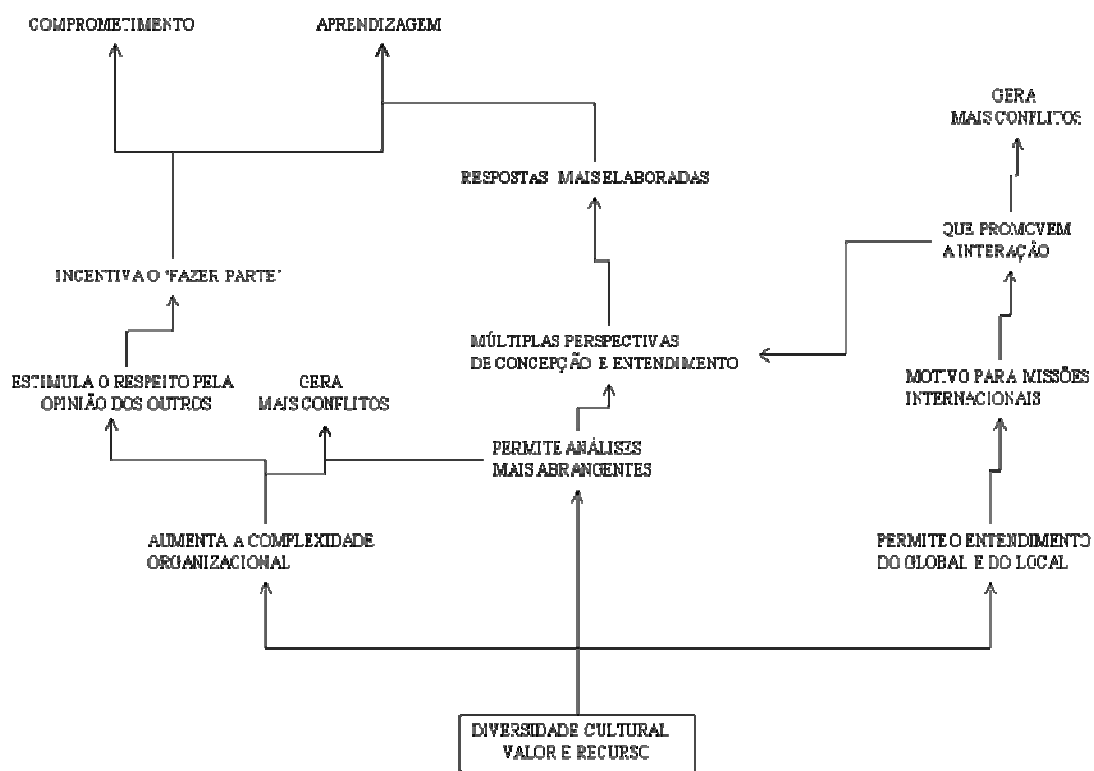 COMPROMETIMENTO
APRENDIZAGEM
GERA
MAIS CONFLITOS
RESPOSTAS MAIS ELABORADAS
QUE PROMOVEM
A INTERAÇÃO
INCENTIVA O "FAZER PARTE"
MÚLTIPLAS PERSPECTIVAS
DE CONCEPÇÃO E ENTENDIMENTO
ESTIMULA O RESPEITO PELA
OPINIÃO DOS OUTROS
GERA
MAIS CONFLITOS
MOTIVO PARA MISSÕES
INTERNACIONAIS
PERMITE ANÁLISES
MAIS ABRANGENTES
AUMENTA A COMPLEXIDADE
ORGANIZACIONAL
PERMITE O ENTENDIMENTO
DO GLOBAL E DO LOCAL
DIVERSIDADE CULTURAL
VALOR E RECURSO